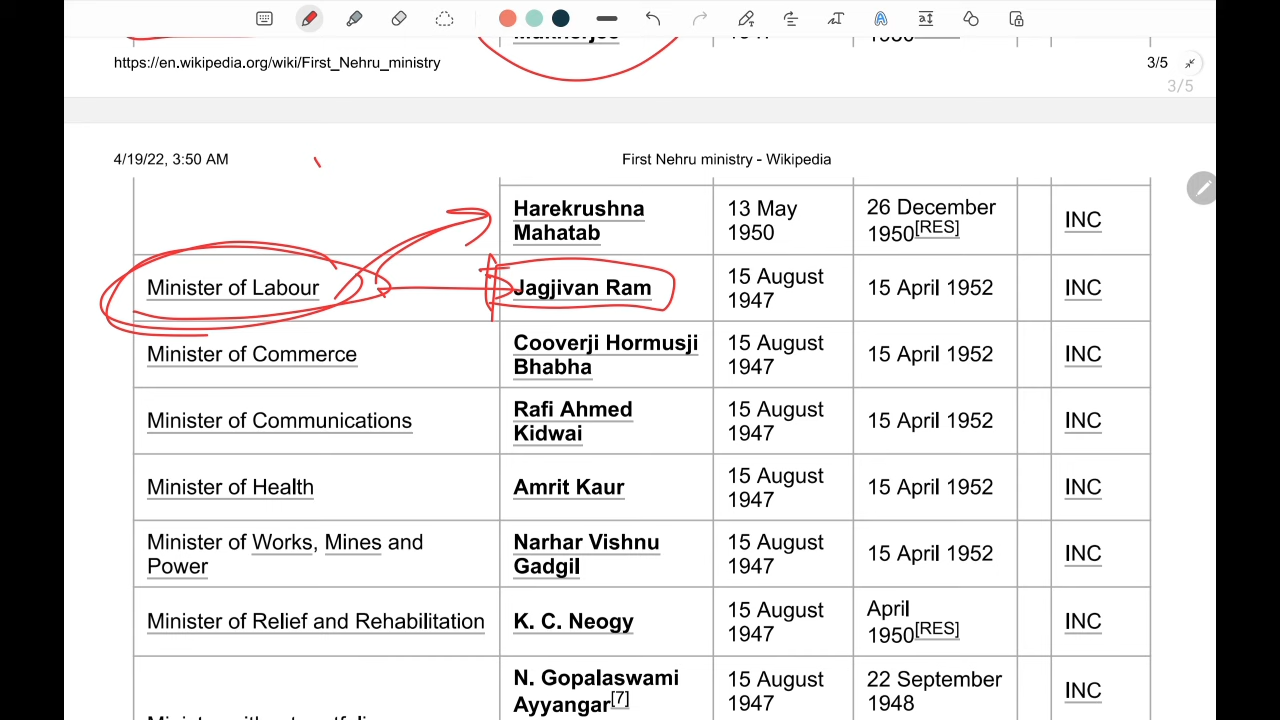 Mukherjee
1947
1950[RES]
https://en.wikipedia.org/wiki/First_Nehru_ministry
3/5
3/5
4/19/22, 3:50 AM
First Nehru ministry - Wikipedia
Harekrushna
Mahatab
13 May
1950
26 December
1950[RES]
INC
Minister of Labour
Jagjivan Ram
15 August
1947
15 April 1952
INC
Minister of Commerce
Cooverji Hormusji
Bhabha
15 August
1947
15 April 1952
INC
Minister of Communications
Rafi Ahmed
Kidwai
15 August
1947
15 April 1952
INC
Minister of Health
Amrit Kaur
15 August
1947
15 April 1952
INC
Minister of Works, Mines and
Power
Narhar Vishnu
Gadgil
15 August
1947
15 April 1952
INC
Minister of Relief and Rehabilitation
K. C. Neogy
15 August
1947
April
1950[RES]
INC
N. Gopalaswami
Ayyangar[7]
15 August
1947
22 September
1948
INC